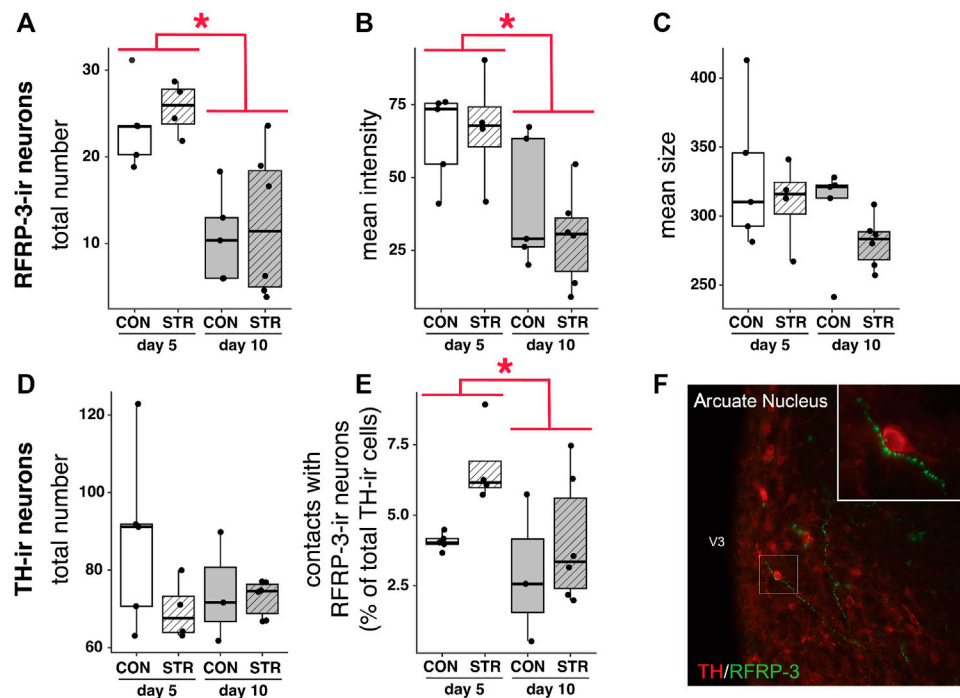 A
RFRP-3-ir neurons
total number
30
20
10
CON STR CON STR
day 5 day 10
*
B
mean intensity
75
50
25
CON STR CON STR
day 5 day 10
*
C
mean size
400
350
300
250
CON STR CON STR
day 5 day 10
D
TH-ir neurons
total number
120
100
80
60
CON STR CON STR
day 5 day 10
E
contacts with
RFRP-3-ir neurons
(% of total TH-ir cells)
7.5
5.0
2.5
CON STR CON STR
day 5 day 10
*
F
Arcuate Nucleus
V3
TH/RFRP-3